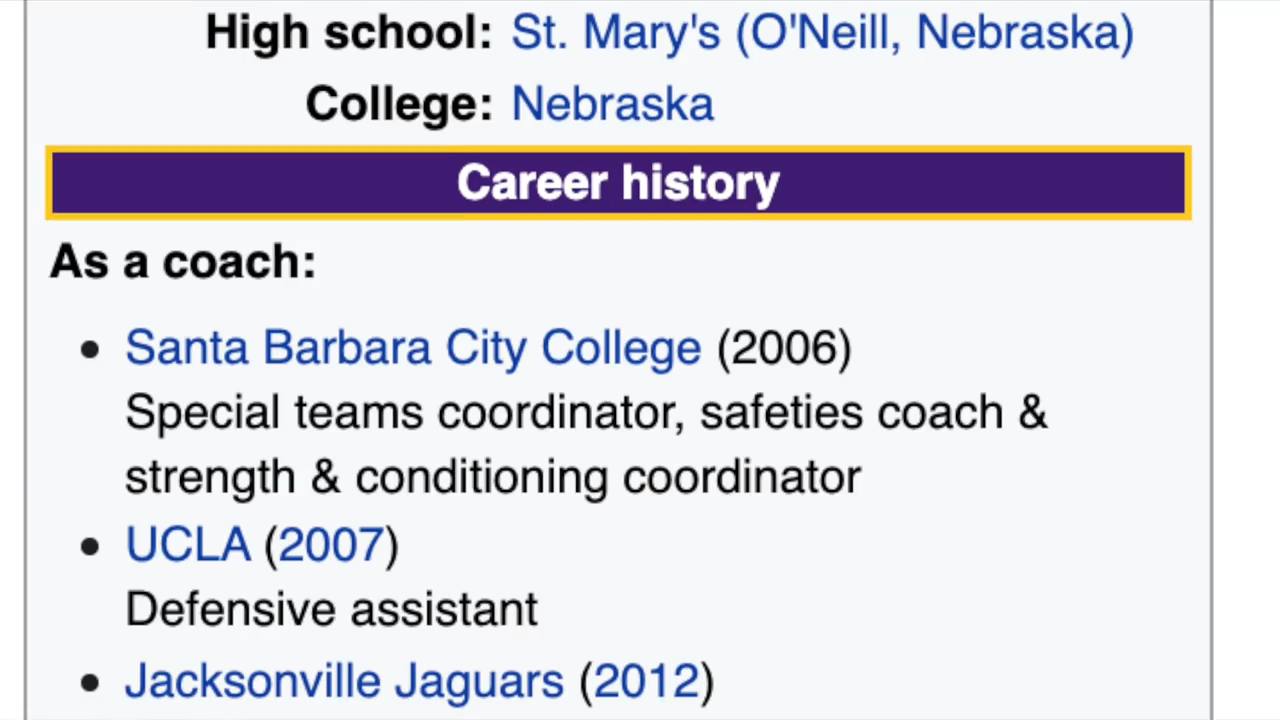 High school: St. Mary's (O'Neill, Nebraska)
College: Nebraska
Career history
As a coach:
• Santa Barbara City College (2006)
Special teams coordinator, safeties coach &
strength & conditioning coordinator
• UCLA (2007)
Defensive assistant
• Jacksonville Jaguars (2012)